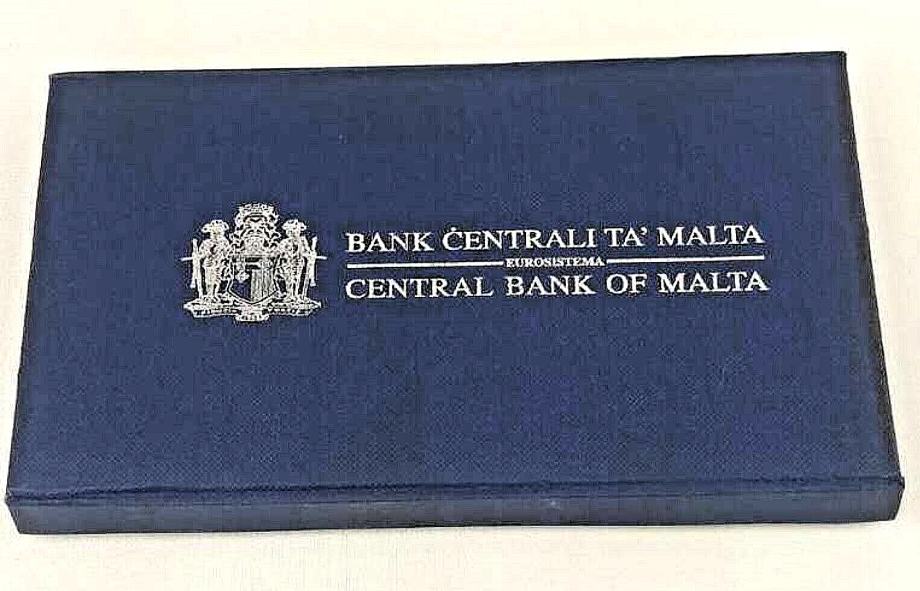 BANK ĊENTRALI TA' MALTA
EUROSISTEMA
CENTRAL BANK OF MALTA